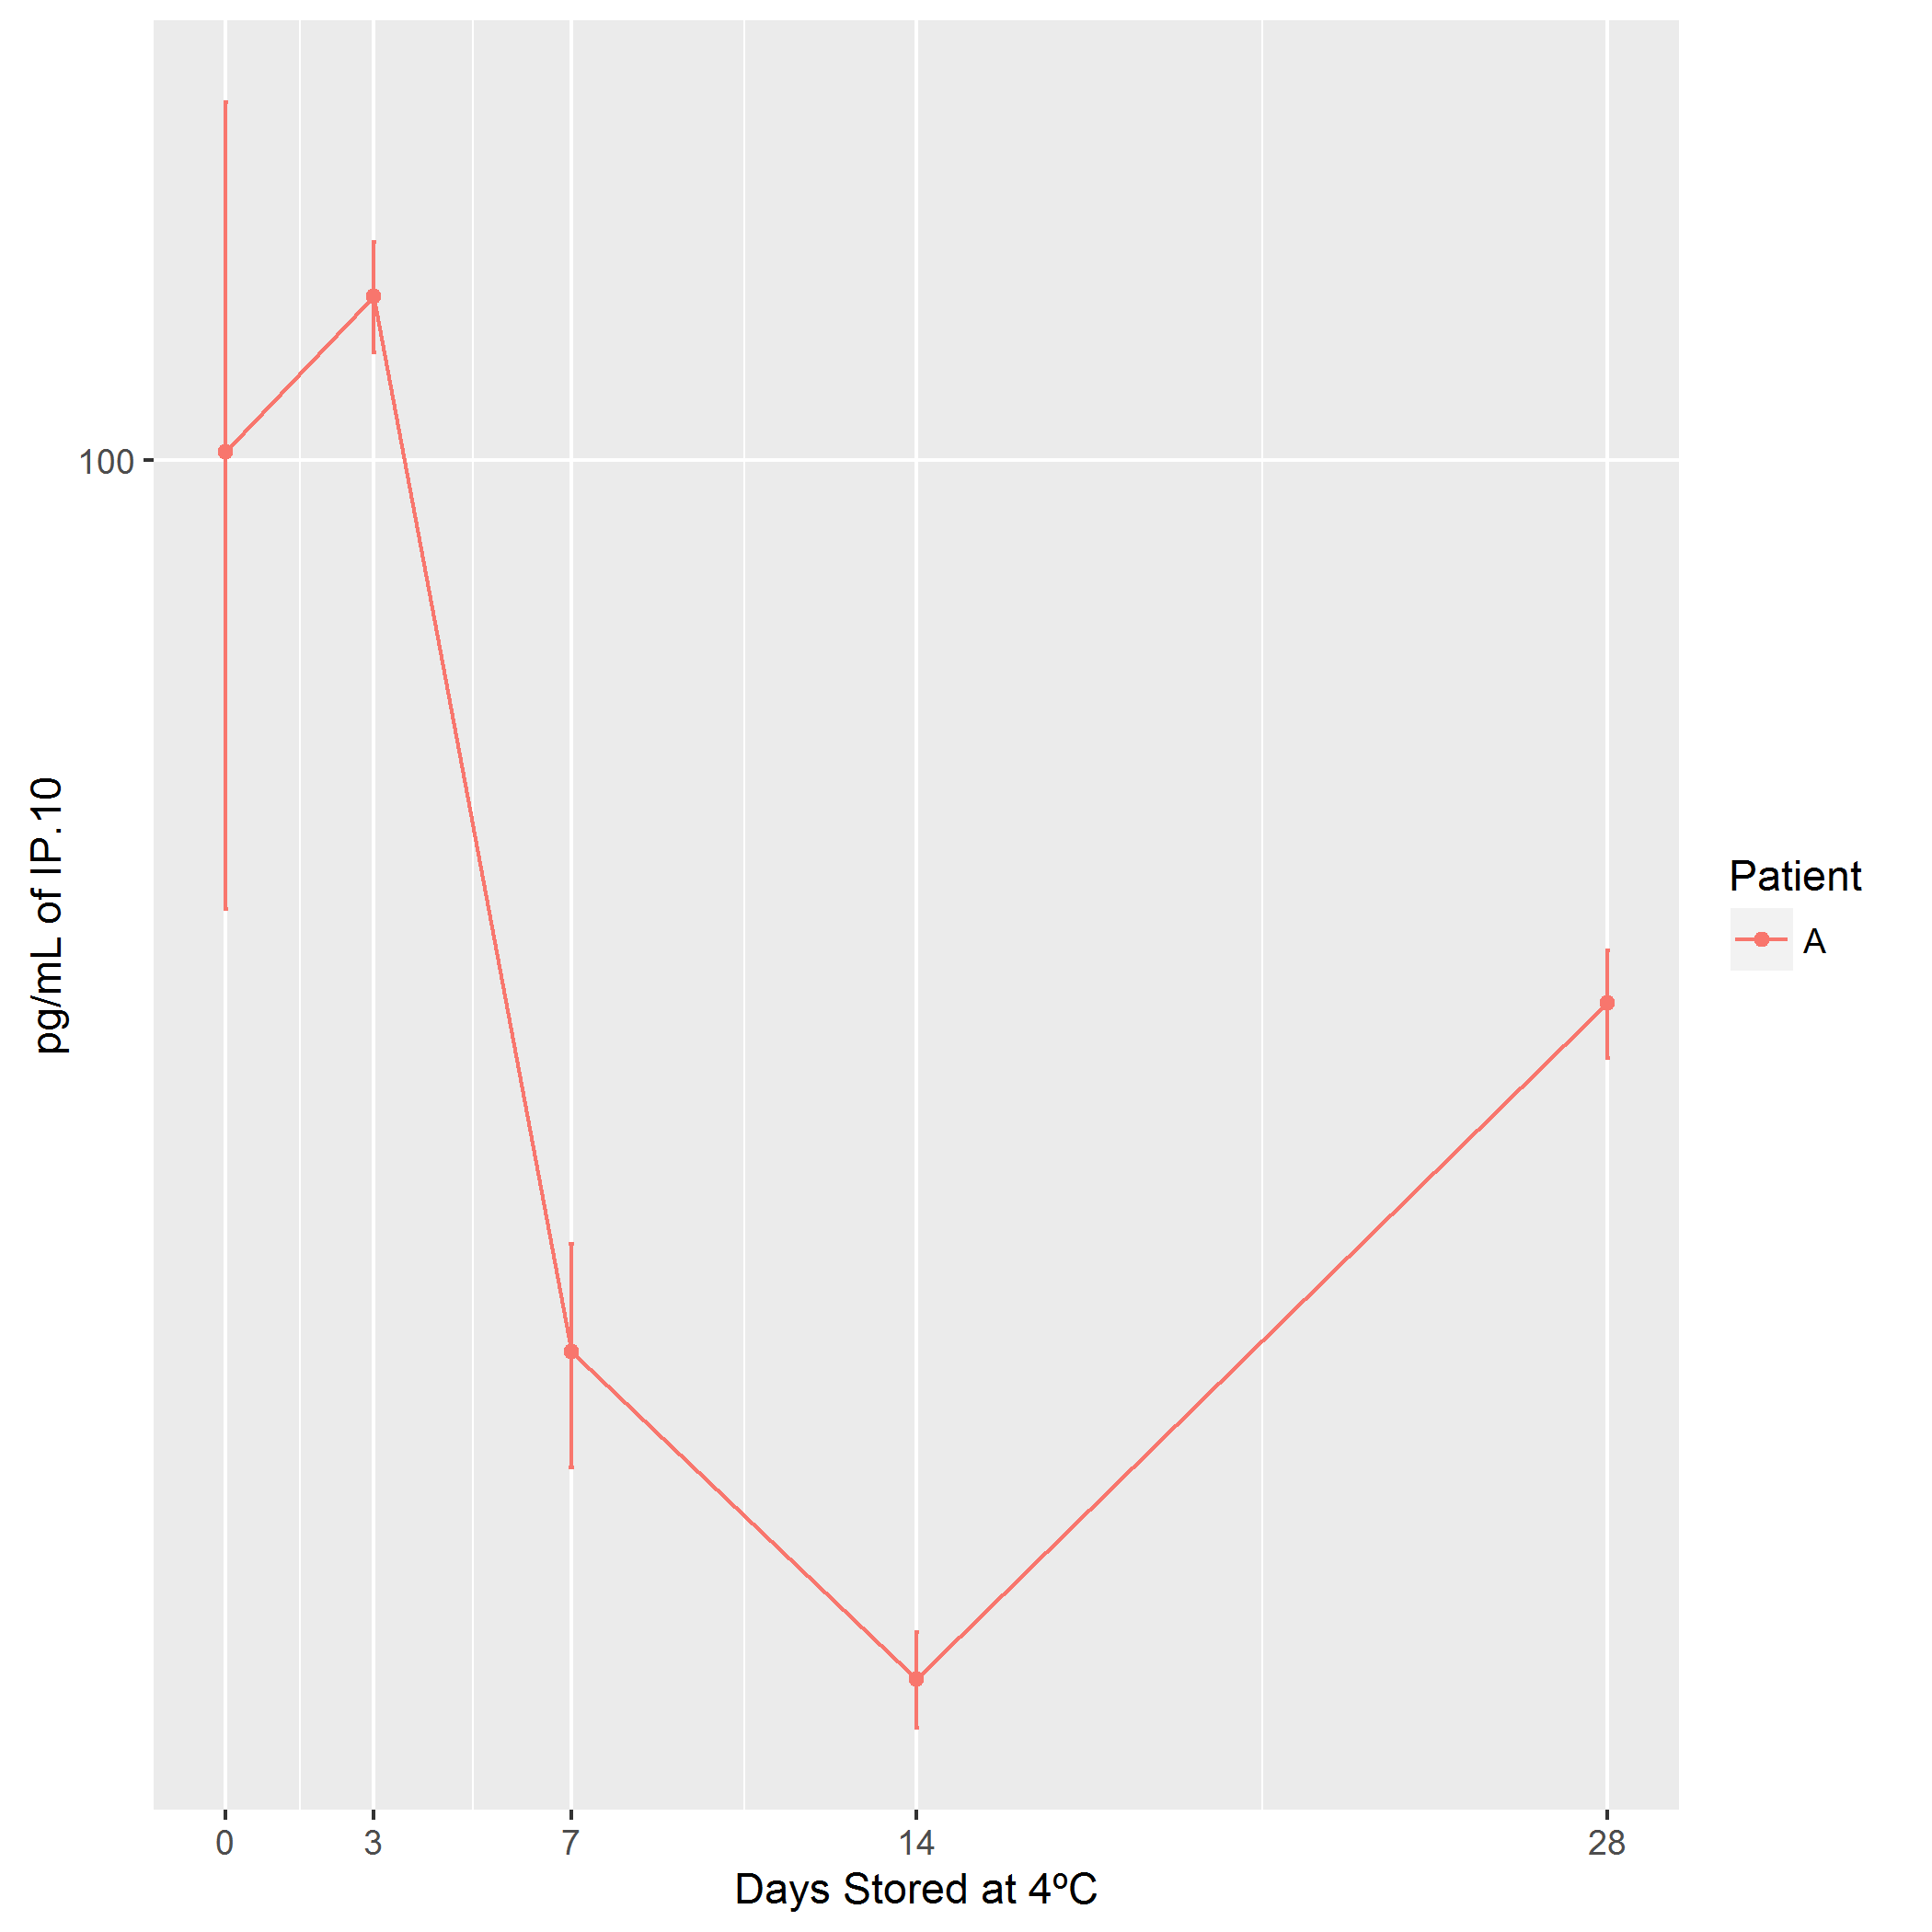 100
pg/mL of IP.10
0 3 7 14 28
Days Stored at 4ºC
Patient
A